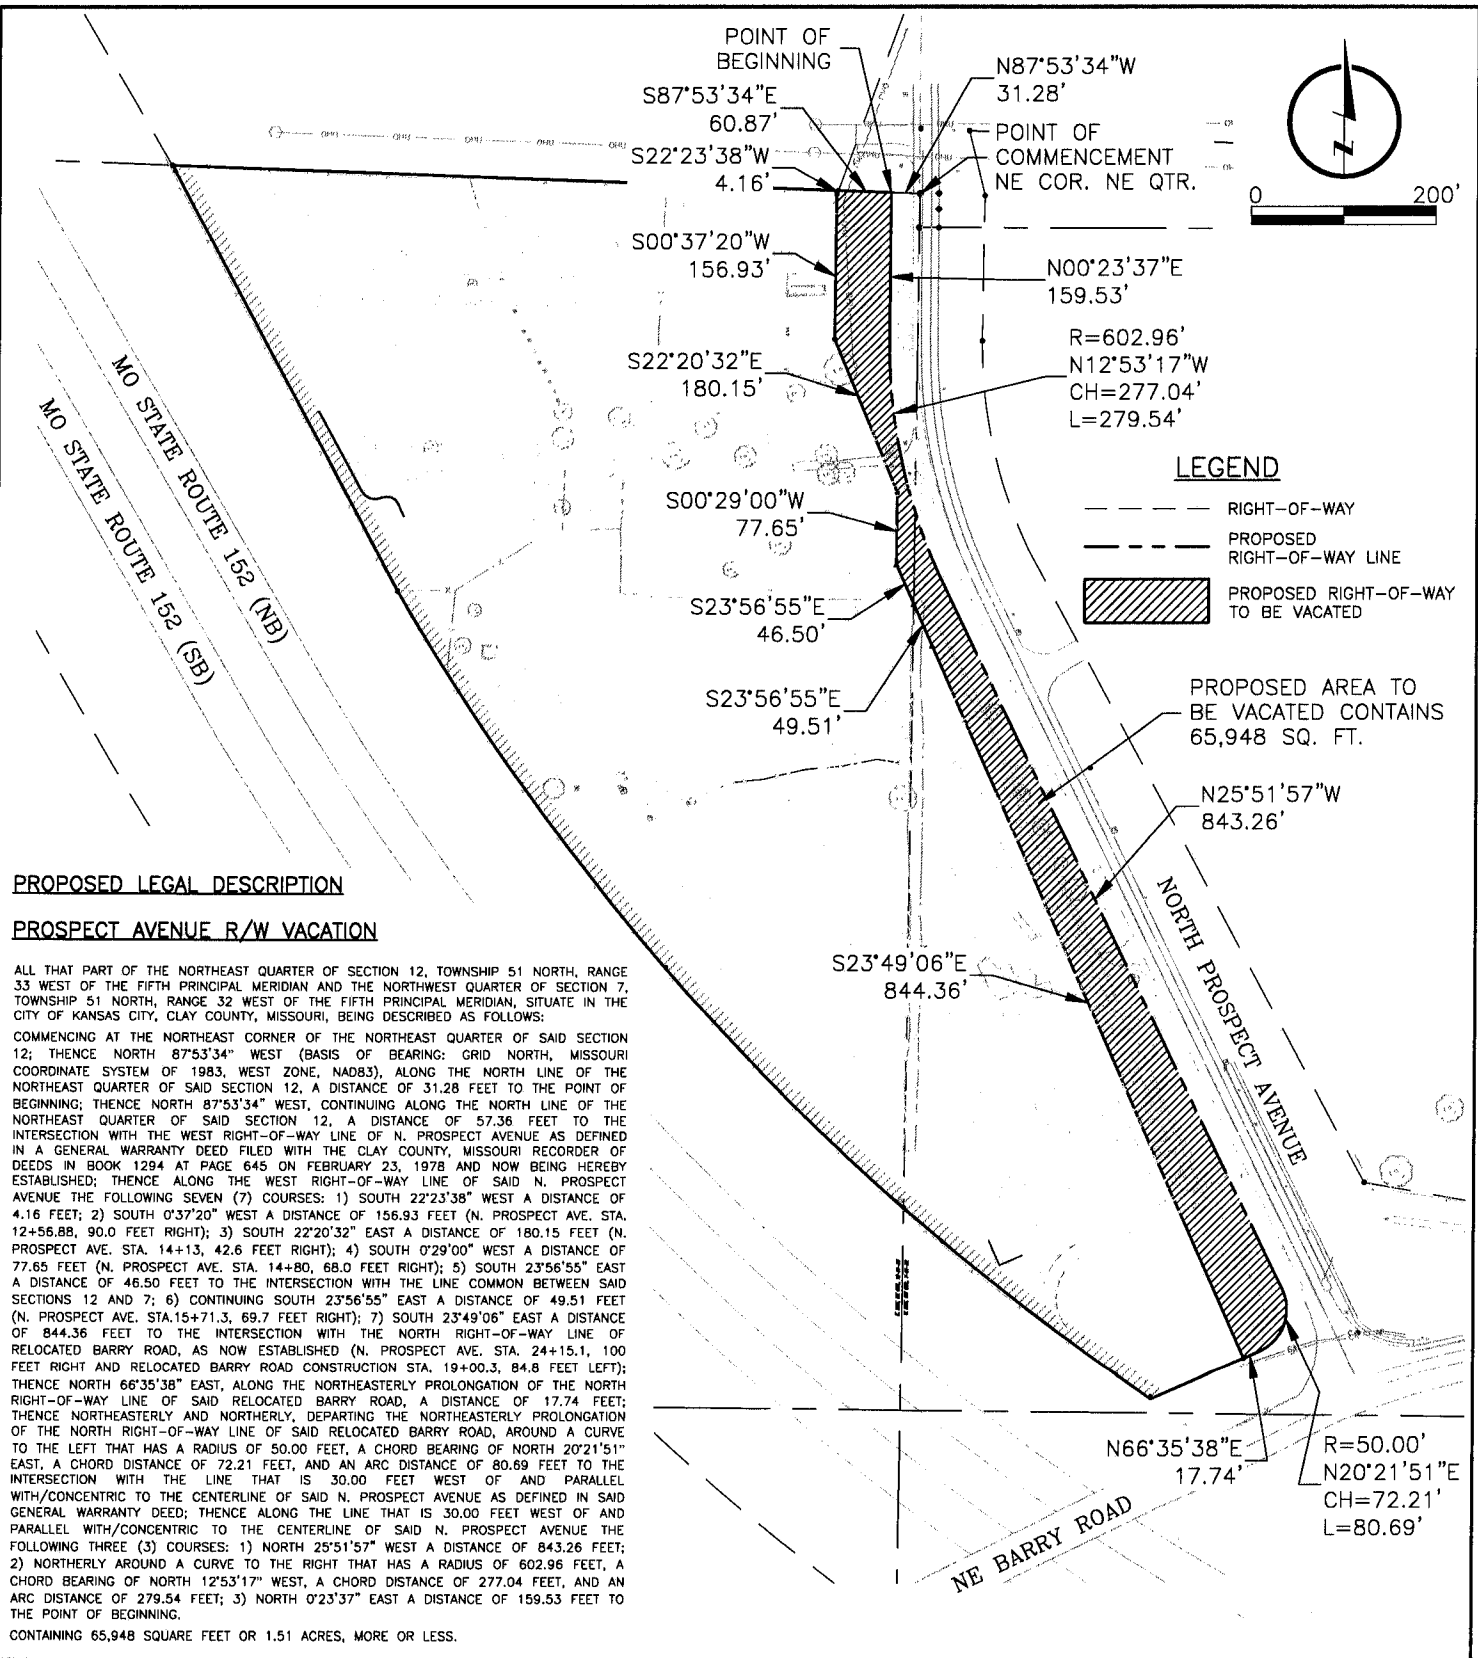 POINT OF
BEGINNING
N87°53'34"W
31.28'
S87°53'34"E
60.87'
POINT OF
COMMENCEMENT
NE COR. NE QTR.
S22°23'38"W
4.16'
0 200'
S00°37'20"W
156.93'
N00°23'37"E
159.53'
R=602.96'
N12°53'17"W
CH=277.04'
L=279.54'
S22°20'32"E
180.15'
MO STATE ROUTE 152 (NB)
MO STATE ROUTE 152 (SB)
LEGEND
RIGHT-OF-WAY
PROPOSED
RIGHT-OF-WAY LINE
PROPOSED RIGHT-OF-WAY
TO BE VACATED
S00°29'00"W
77.65'
S23°56'55"E
46.50'
S23°56'55"E
49.51'
PROPOSED AREA TO
BE VACATED CONTAINS
65,948 SQ. FT.
N25°51'57"W
843.26'
NORTH PROSPECT AVENUE
S23°49'06"E
844.36'
N66°35'38"E
17.74'
R=50.00'
N20°21'51"E
CH=72.21'
L=80.69'
NE BARRY ROAD
PROPOSED LEGAL DESCRIPTION
PROSPECT AVENUE R/W VACATION
ALL THAT PART OF THE NORTHEAST QUARTER OF SECTION 12, TOWNSHIP 51 NORTH, RANGE
33 WEST OF THE FIFTH PRINCIPAL MERIDIAN AND THE NORTHWEST QUARTER OF SECTION 7,
TOWNSHIP 51 NORTH, RANGE 32 WEST OF THE FIFTH PRINCIPAL MERIDIAN, SITUATE IN THE
CITY OF KANSAS CITY, CLAY COUNTY, MISSOURI, BEING DESCRIBED AS FOLLOWS:
COMMENCING AT THE NORTHEAST CORNER OF THE NORTHEAST QUARTER OF SAID SECTION
12; THENCE NORTH 87°53'34" WEST (BASIS OF BEARING: GRID NORTH, MISSOURI
COORDINATE SYSTEM OF 1983, WEST ZONE, NAD83), ALONG THE NORTH LINE OF THE
NORTHEAST QUARTER OF SAID SECTION 12, A DISTANCE OF 31.28 FEET TO THE POINT OF
BEGINNING; THENCE NORTH 87°53'34" WEST, CONTINUING ALONG THE NORTH LINE OF THE
NORTHEAST QUARTER OF SAID SECTION 12, A DISTANCE OF 57.36 FEET TO THE
INTERSECTION WITH THE WEST RIGHT-OF-WAY LINE OF N. PROSPECT AVENUE AS DEFINED
IN A GENERAL WARRANTY DEED FILED WITH THE CLAY COUNTY, MISSOURI RECORDER OF
DEEDS IN BOOK 1294 AT PAGE 645 ON FEBRUARY 23, 1978 AND NOW BEING HEREBY
ESTABLISHED; THENCE ALONG THE WEST RIGHT-OF-WAY LINE OF SAID N. PROSPECT
AVENUE THE FOLLOWING SEVEN (7) COURSES: 1) SOUTH 22°23'38" WEST A DISTANCE OF
4.16 FEET; 2) SOUTH 0°37'20" WEST A DISTANCE OF 156.93 FEET (N. PROSPECT AVE. STA.
12+56.88, 90.0 FEET RIGHT); 3) SOUTH 22°20'32" EAST A DISTANCE OF 180.15 FEET (N.
PROSPECT AVE. STA. 14+13, 42.6 FEET RIGHT); 4) SOUTH 0°29'00" WEST A DISTANCE OF
77.65 FEET (N. PROSPECT AVE. STA. 14+80, 68.0 FEET RIGHT); 5) SOUTH 23°56'55" EAST
A DISTANCE OF 46.50 FEET TO THE INTERSECTION WITH THE LINE COMMON BETWEEN SAID
SECTIONS 12 AND 7; 6) CONTINUING SOUTH 23°56'55" EAST A DISTANCE OF 49.51 FEET
(N. PROSPECT AVE. STA.15+71.3, 69.7 FEET RIGHT); 7) SOUTH 23°49'06" EAST A DISTANCE
OF 844.36 FEET TO THE INTERSECTION WITH THE NORTH RIGHT-OF-WAY LINE OF
RELOCATED BARRY ROAD, AS NOW ESTABLISHED (N. PROSPECT AVE. STA. 24+15.1, 100
FEET RIGHT AND RELOCATED BARRY ROAD CONSTRUCTION STA. 19+00.3, 84.8 FEET LEFT);
THENCE NORTH 66°35'38" EAST, ALONG THE NORTHEASTERLY PROLONGATION OF THE NORTH
RIGHT-OF-WAY LINE OF SAID RELOCATED BARRY ROAD, A DISTANCE OF 17.74 FEET;
THENCE NORTHEASTERLY AND NORTHERLY, DEPARTING THE NORTHEASTERLY PROLONGATION
OF THE NORTH RIGHT-OF-WAY LINE OF SAID RELOCATED BARRY ROAD, AROUND A CURVE
TO THE LEFT THAT HAS A RADIUS OF 50.00 FEET, A CHORD BEARING OF NORTH 20°21'51"
EAST, A CHORD DISTANCE OF 72.21 FEET, AND AN ARC DISTANCE OF 80.69 FEET TO THE
INTERSECTION WITH THE LINE THAT IS 30.00 FEET WEST OF AND PARALLEL
WITH/CONCENTRIC TO THE CENTERLINE OF SAID N. PROSPECT AVENUE AS DEFINED IN SAID
GENERAL WARRANTY DEED; THENCE ALONG THE LINE THAT IS 30.00 FEET WEST OF AND
PARALLEL WITH/CONCENTRIC TO THE CENTERLINE OF SAID N. PROSPECT AVENUE THE
FOLLOWING THREE (3) COURSES: 1) NORTH 25°51'57" WEST A DISTANCE OF 843.26 FEET;
2) NORTHERLY AROUND A CURVE TO THE RIGHT THAT HAS A RADIUS OF 602.96 FEET, A
CHORD BEARING OF NORTH 12°53'17" WEST, A CHORD DISTANCE OF 277.04 FEET, AND AN
ARC DISTANCE OF 279.54 FEET; 3) NORTH 0°23'37" EAST A DISTANCE OF 159.53 FEET TO
THE POINT OF BEGINNING.
CONTAINING 65,948 SQUARE FEET OR 1.51 ACRES, MORE OR LESS.